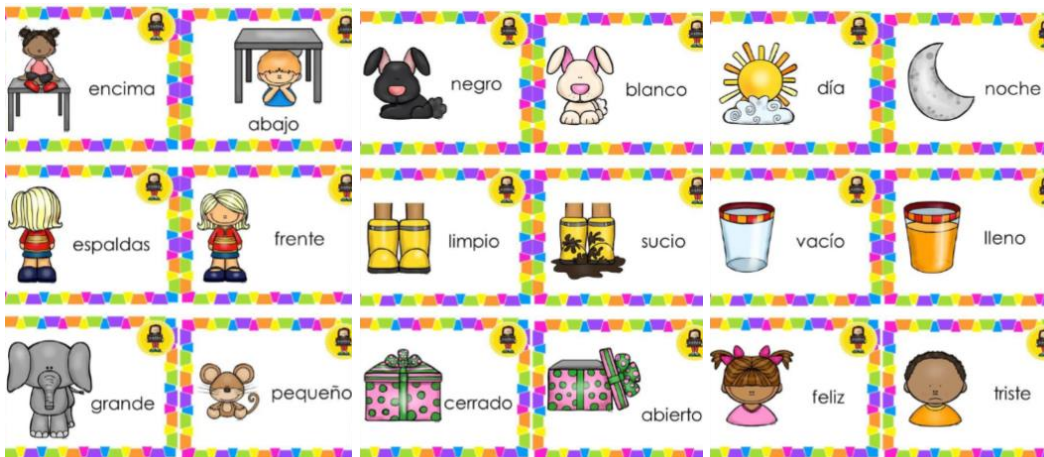 encima
abajo
negro
blanco
día
noche
espaldas
frente
limpio
sucio
vacío
lleno
grande
pequeño
cerrado
abierto
feliz
triste